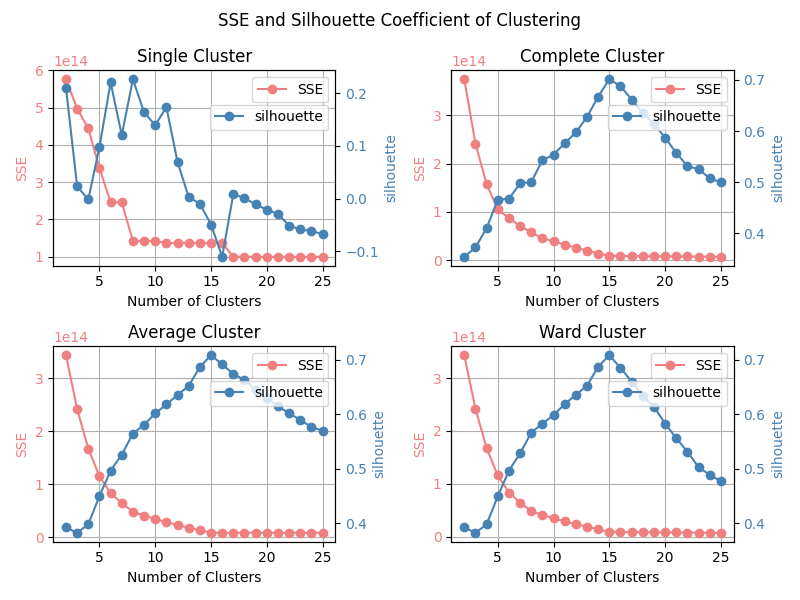 SSE and Silhouette Coefficient of Clustering
Single Cluster
1e14
6
5
4
3
2
1
SSE
SSE
silhouette
0.2
0.1
0.0
−0.1
silhouette
5 10 15 20 25
Number of Clusters
Complete Cluster
1e14
3
2
1
0
SSE
SSE
silhouette
0.7
0.6
0.5
0.4
silhouette
5 10 15 20 25
Number of Clusters
Average Cluster
1e14
3
2
1
0
SSE
SSE
silhouette
0.7
0.6
0.5
0.4
silhouette
5 10 15 20 25
Number of Clusters
Ward Cluster
1e14
3
2
1
0
SSE
SSE
silhouette
0.7
0.6
0.5
0.4
silhouette
5 10 15 20 25
Number of Clusters